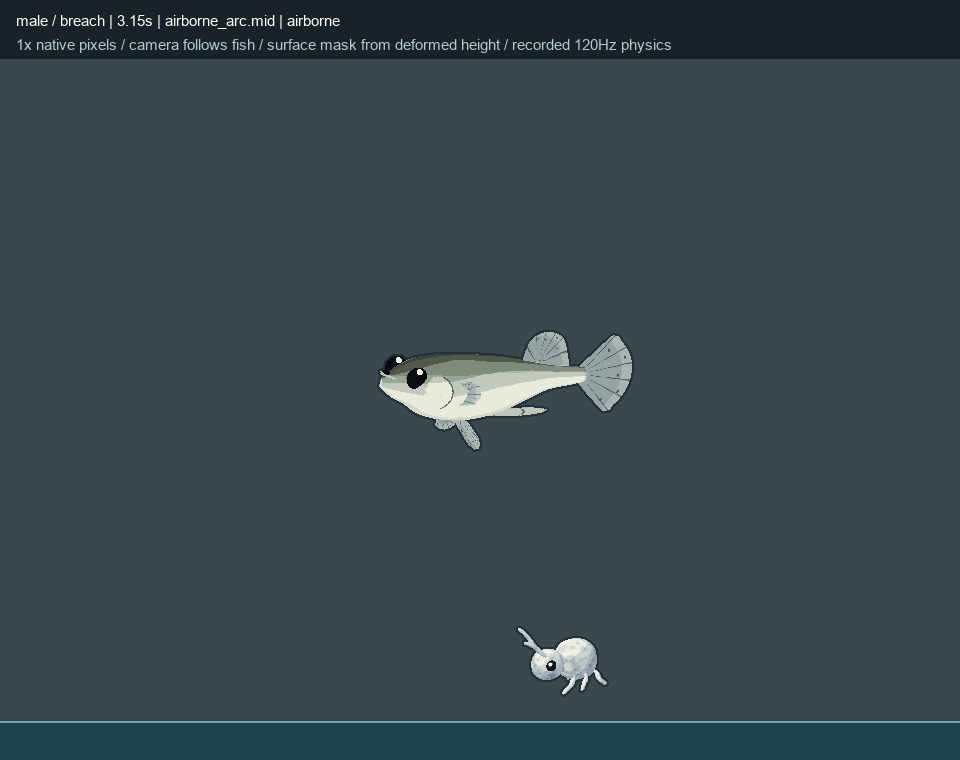 male / breach | 3.15s | airborne_arc.mid | airborne
1x native pixels / camera follows fish / surface mask from deformed height / recorded 120Hz physics